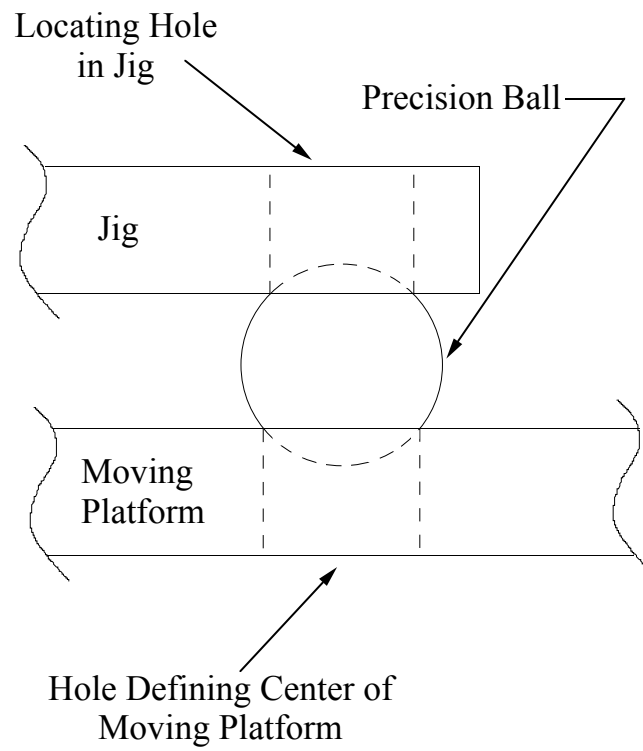 Locating Hole
in Jig
Precision Ball
Jig
Moving
Platform
Hole Defining Center of
Moving Platform